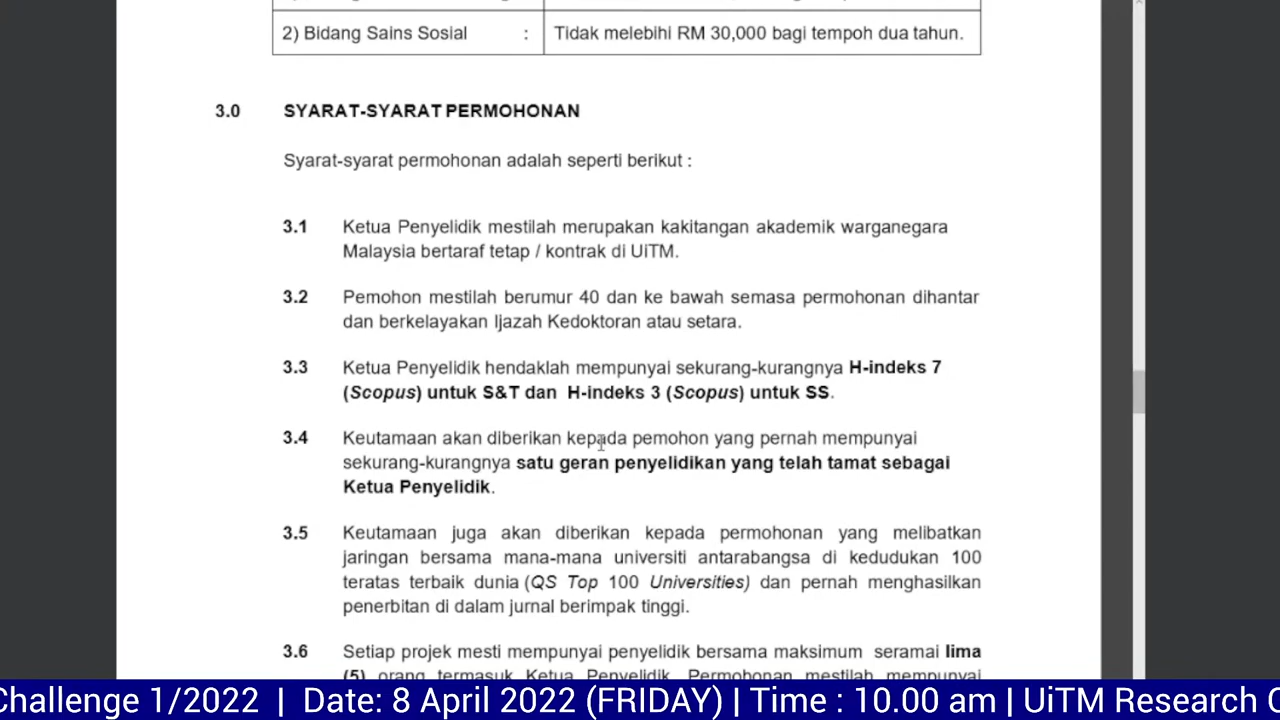 2) Bidang Sains Sosial : Tidak melebihi RM 30,000 bagi tempoh dua tahun.
3.0 SYARAT-SYARAT PERMOHONAN
Syarat-syarat permohonan adalah seperti berikut :
3.1 Ketua Penyelidik mestilah merupakan kakitangan akademik warganegara
Malaysia bertaraf tetap / kontrak di UiTM.
3.2 Pemohon mestilah berumur 40 dan ke bawah semasa permohonan dihantar
dan berkelayakan Ijazah Kedoktoran atau setara.
3.3 Ketua Penyelidik hendaklah mempunyai sekurang-kurangnya H-indeks 7
(Scopus) untuk S&T dan H-indeks 3 (Scopus) untuk SS.
3.4 Keutamaan akan diberikan kepada pemohon yang pernah mempunyai
sekurang-kurangnya satu geran penyelidikan yang telah tamat sebagai
Ketua Penyelidik.
3.5 Keutamaan juga akan diberikan kepada permohonan yang melibatkan
jaringan bersama mana-mana universiti antarabangsa di kedudukan 100
teratas terbaik dunia (QS Top 100 Universities) dan pernah menghasilkan
penerbitan di dalam jurnal berimpak tinggi.
3.6 Setiap projek mesti mempunyai penyelidik bersama maksimum seramai lima
(5) orang termasuk Ketua Penyelidik. Permohonan mestilah mempunyai
Challenge 1/2022 | Date: 8 April 2022 (FRIDAY) | Time : 10.00 am | UiTM Research